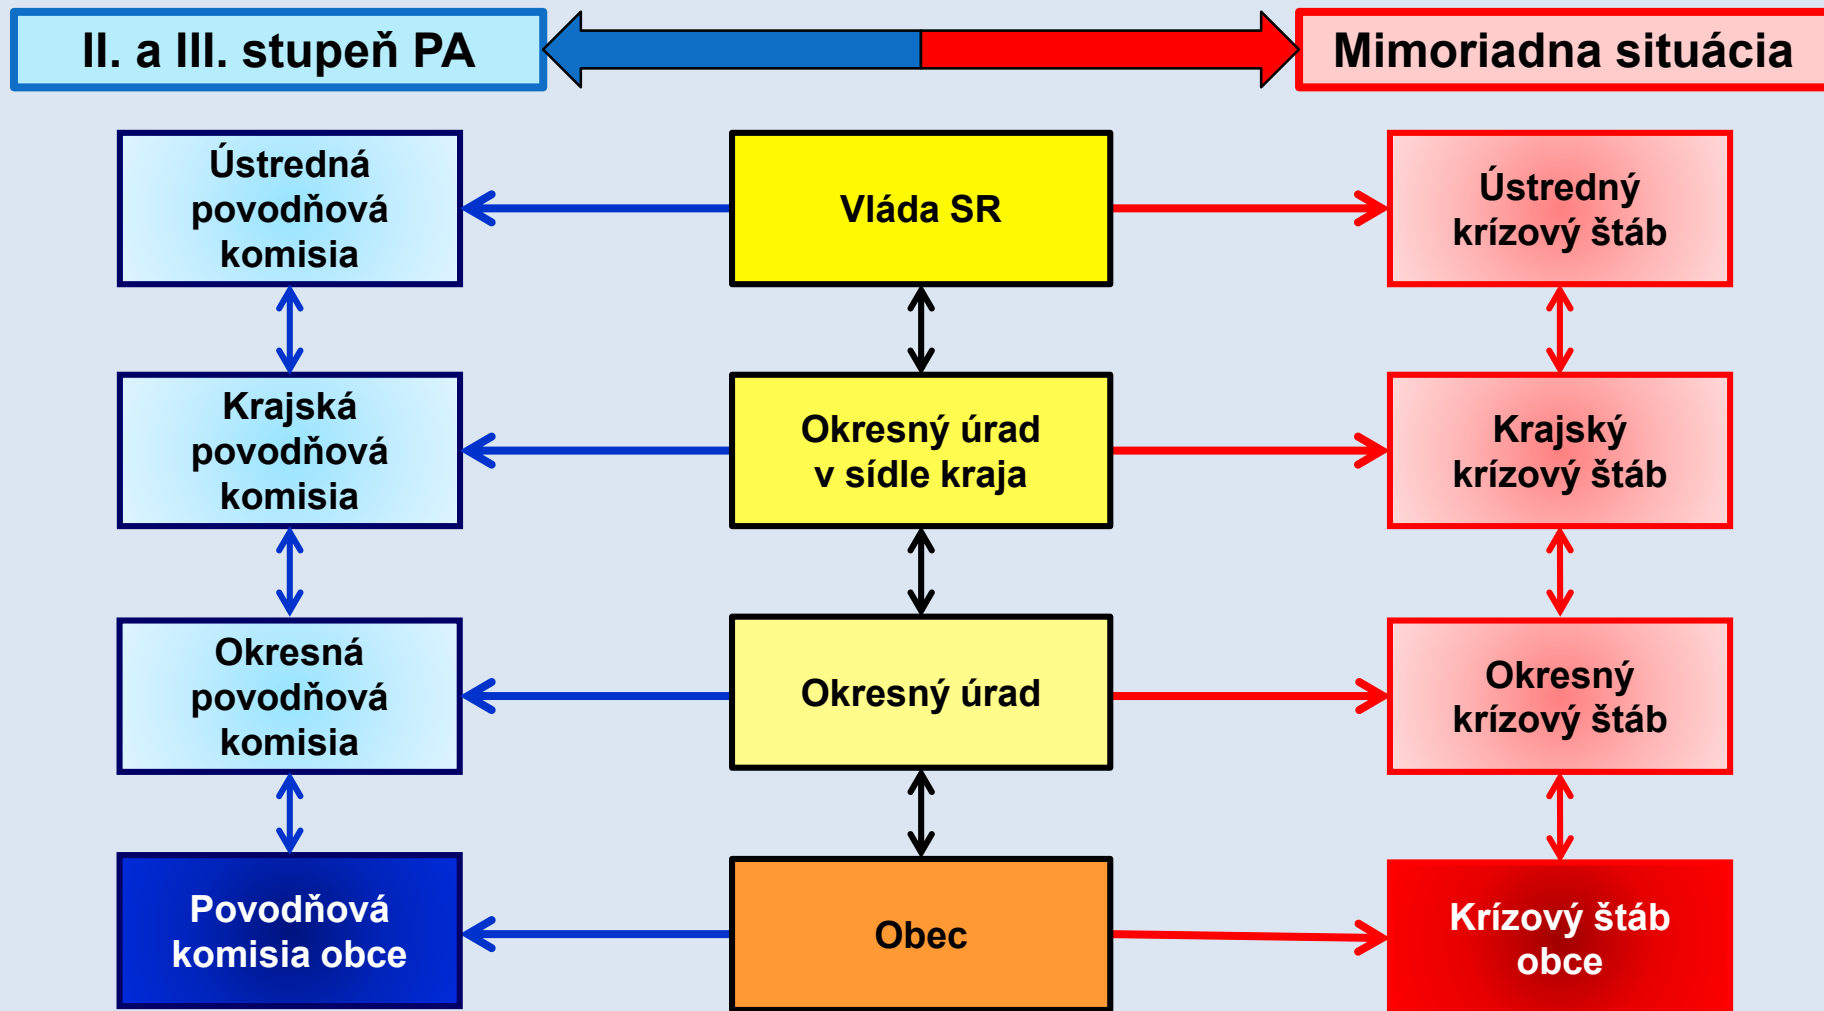 II. a III. stupeň PA
Mimoriadna situácia
Ústredná
povodňová
komisia
Vláda SR
Ústredný
krízový štáb
Krajská
povodňová
komisia
Okresný úrad
v sídle kraja
Krajský
krízový štáb
Okresná
povodňová
komisia
Okresný úrad
Okresný
krízový štáb
Povodňová
komisia obce
Obec
Krízový štáb
obce